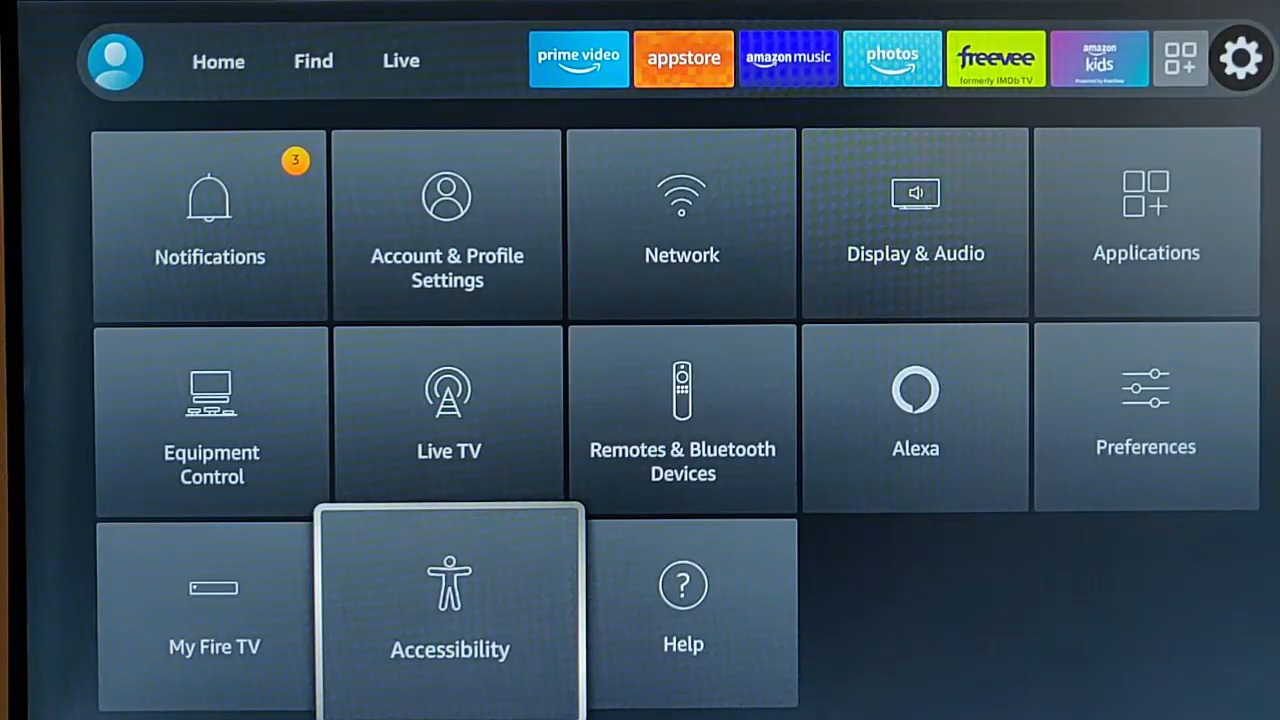 Home
Find
Live
prime video
appstore
amazon music
photos
freevee
formerly IMDb TV
amazon
kids
3
Notifications
Account & Profile
Settings
Network
Display & Audio
Applications
Equipment
Control
Live TV
Remotes & Bluetooth
Devices
Alexa
Preferences
My Fire TV
Accessibility
?
Help